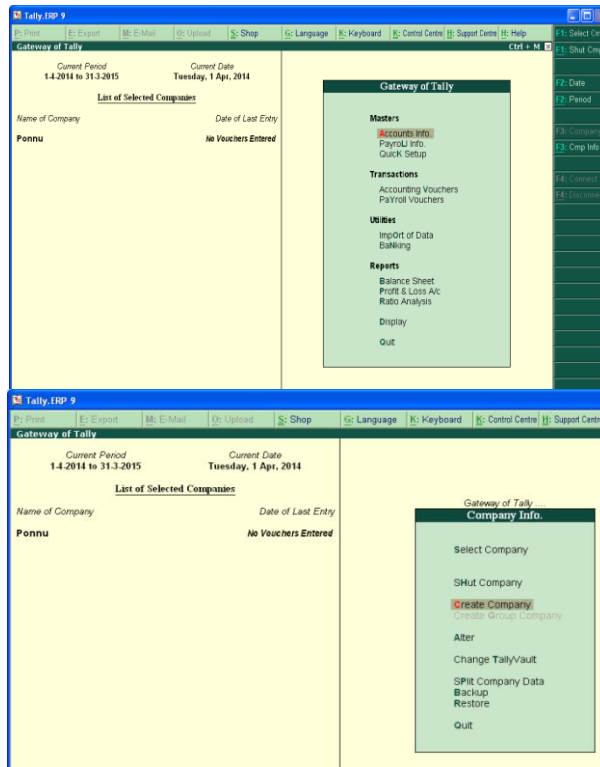 Tally.ERP 9
P: Print E: Export M: E-Mail O: Upload S: Shop G: Language K: Keyboard K: Control Centre H: Support Centre H: Help F1: Select Cmp
Gateway of Tally Ctrl + M F1: Shut Cmp
Current Period Current Date
1-4-2014 to 31-3-2015 Tuesday, 1 Apr, 2014
List of Selected Companies
Name of Company Date of Last Entry
Ponnu No Vouchers Entered
Gateway of Tally
Masters
Accounts Info.
PayroLl Info.
QuicK Setup
Transactions
Accounting Vouchers
PaYroll Vouchers
Utilities
ImpOrt of Data
BaNking
Reports
Balance Sheet
Profit & Loss A/c
Ratio Analysis
Display
Quit
F2: Date
F2: Period
F3: Company
F3: Cmp Info
F4: Connect
F4: Disconnec
Tally.ERP 9
P: Print E: Export M: E-Mail O: Upload S: Shop G: Language K: Keyboard K: Control Centre H: Support Centre
Gateway of Tally
Current Period Current Date
1-4-2014 to 31-3-2015 Tuesday, 1 Apr, 2014
List of Selected Companies
Name of Company Date of Last Entry
Ponnu No Vouchers Entered
Gateway of Tally ....
Company Info.
Select Company
SHut Company
Create Company
Create Group Company
Alter
Change TallyVault
SPlit Company Data
Backup
Restore
Quit